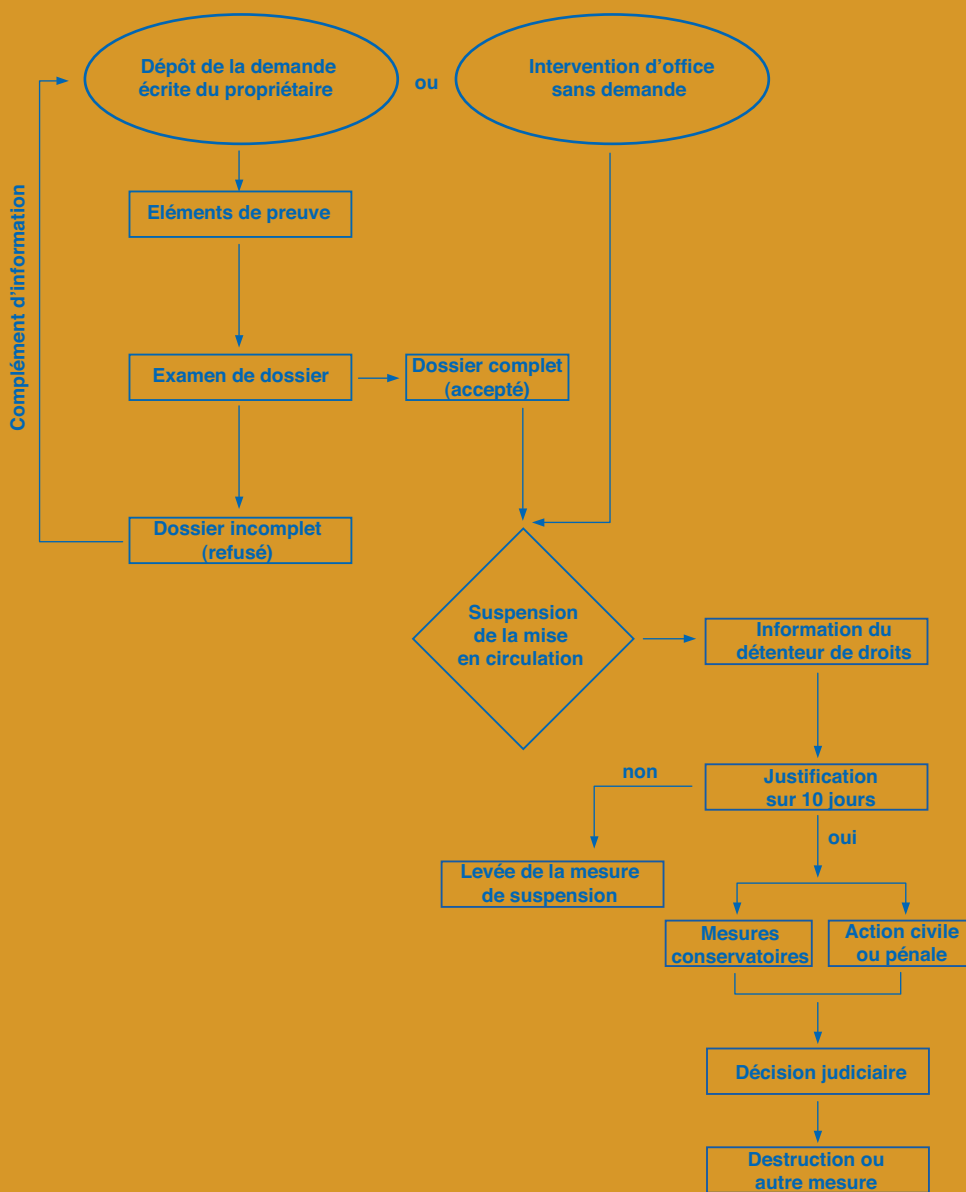 Dépôt de la demande
écrite du propriétaire
ou
Intervention d’office
sans demande
Complément d’information
Eléments de preuve
Examen de dossier
Dossier complet
(accepté)
Dossier incomplet
(refusé)
Suspension
de la mise
en circulation
Information du
détenteur de droits
non
Justification
sur 10 jours
oui
Levée de la mesure
de suspension
Mesures
conservatoires
Action civile
ou pénale
Décision judiciaire
Destruction ou
autre mesure